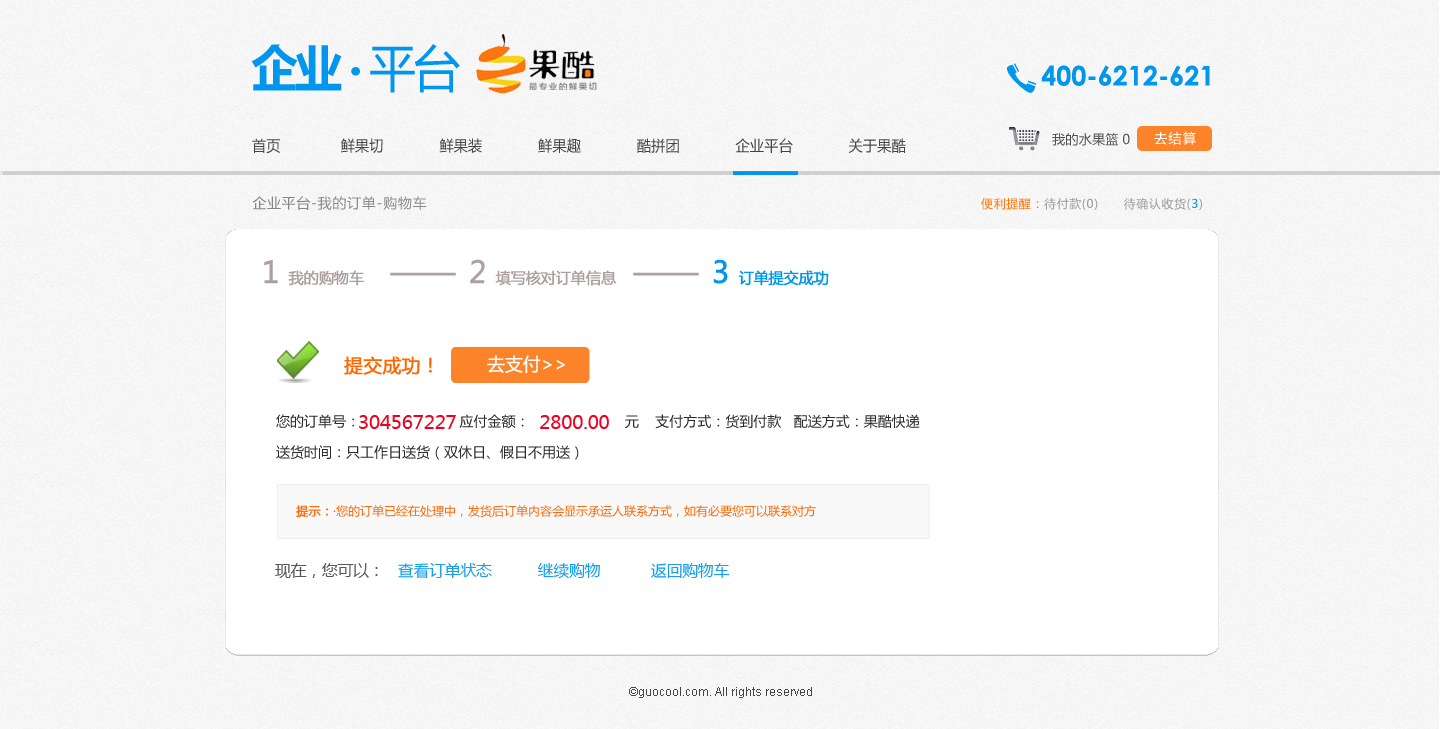 企业·平台 果酷
最专业的鲜果切
400-6212-621
首页 鲜果切 鲜果装 鲜果趣 酷拼团 企业平台 关于果酷
我的水果篮 0 去结算
企业平台-我的订单-购物车
便利提醒：待付款(0) 待确认收货(3)
1 我的购物车 2 填写核对订单信息 3 订单提交成功
提交成功！ 去支付>>
您的订单号：304567227 应付金额： 2800.00 元 支付方式：货到付款 配送方式：果酷快递
送货时间：只工作日送货（双休日、假日不用送）
提示：·您的订单已经在处理中，发货后订单内容会显示承运人联系方式，如有必要您可以联系对方
现在，您可以： 查看订单状态 继续购物 返回购物车
©guocool.com. All rights reserved